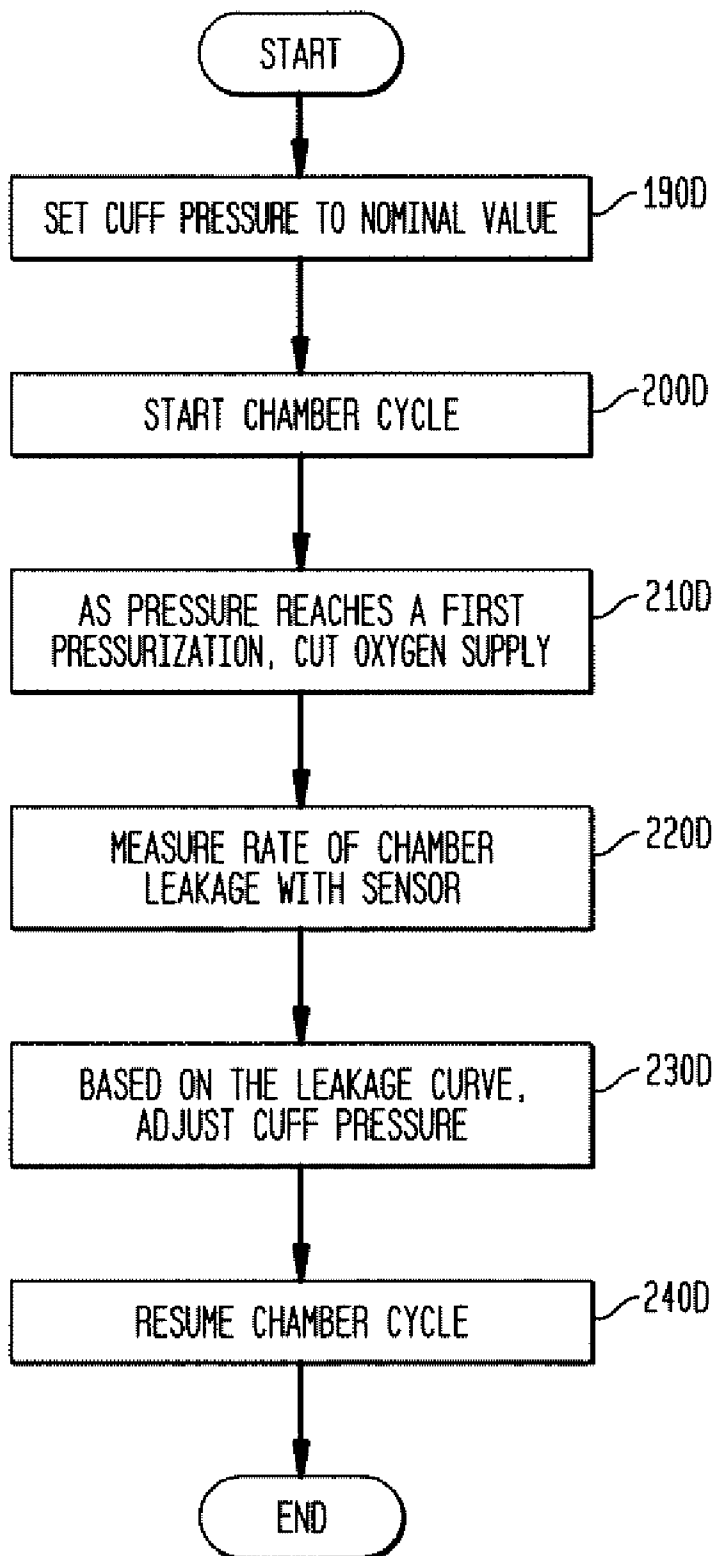 START
SET CUFF PRESSURE TO NOMINAL VALUE
190D
START CHAMBER CYCLE
200D
AS PRESSURE REACHES A FIRST
PRESSURIZATION, CUT OXYGEN SUPPLY
210D
MEASURE RATE OF CHAMBER
LEAKAGE WITH SENSOR
220D
BASED ON THE LEAKAGE CURVE,
ADJUST CUFF PRESSURE
230D
RESUME CHAMBER CYCLE
240D
END